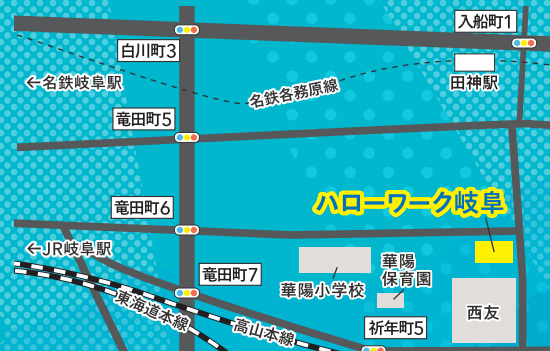 入船町1
白川町3
←名鉄岐阜駅
田神駅
名鉄各務原線
竜田町5
竜田町6
ハローワーク岐阜
←JR岐阜駅
華陽
保育園
竜田町7
華陽小学校
東海道本線
高山本線
西友
祈年町5